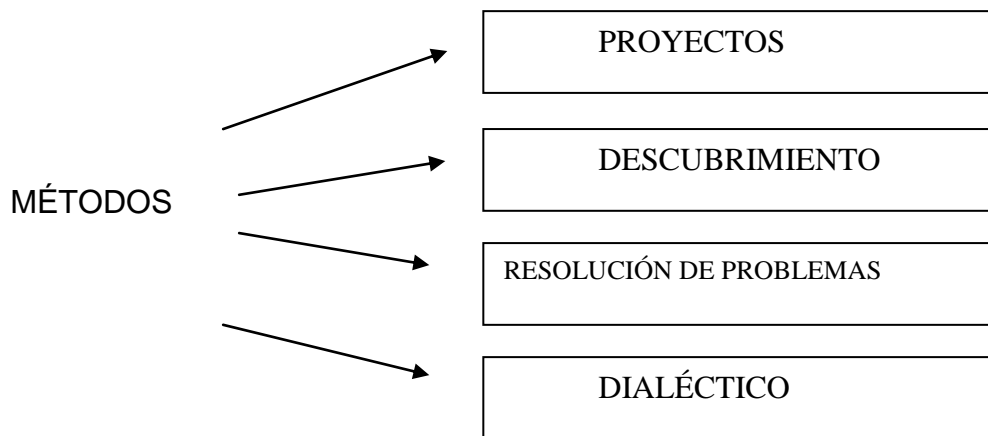 PROYECTOS
DESCUBRIMIENTO
MÉTODOS
RESOLUCIÓN DE PROBLEMAS
DIALÉCTICO